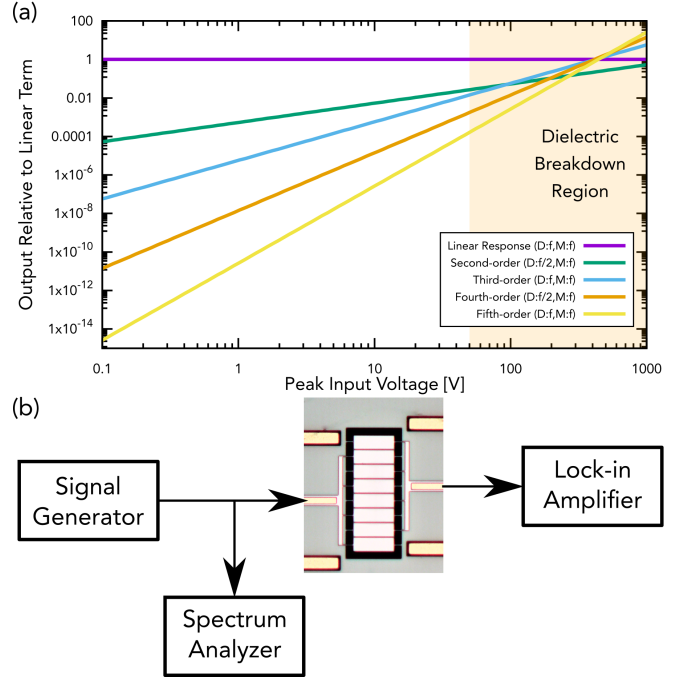 (a)
100
1
0.01
0.0001
1x10⁻⁶
1x10⁻⁸
1x10⁻¹⁰
1x10⁻¹²
1x10⁻¹⁴
Output Relative to Linear Term
Dielectric
Breakdown
Region
Linear Response (D:f,M:f)
Second-order (D:f/2,M:f)
Third-order (D:f,M:f)
Fourth-order (D:f/2,M:f)
Fifth-order (D:f,M:f)
0.1
1
10
100
1000
Peak Input Voltage [V]
(b)
Signal
Generator
Lock-in
Amplifier
Spectrum
Analyzer